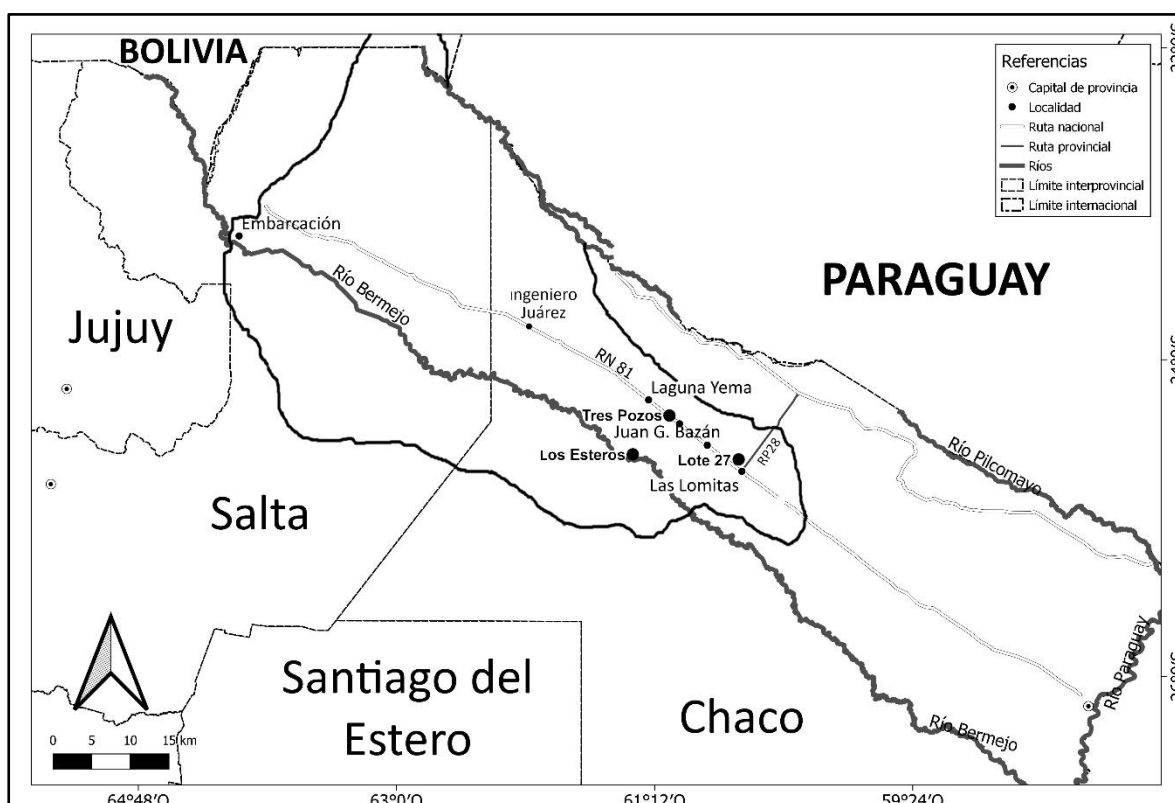 BOLIVIA
Referencias
Capital de provincia
Localidad
Ruta nacional
Ruta provincial
Ríos
Límite interprovincial
Límite internacional
Embarcación
Río Bermejo
PARAGUAY
Ingeniero
Juárez
Jujuy
RN 81
Laguna Yema
Tres Pozos
Juan G. Bazán
Los Esteros
Lote 27
RP28
Las Lomitas
Río Pilcomayo
Salta
Santiago del
Estero
Chaco
Río Bermejo
Río Paraguay
0 5 10 15 km
64°48'O 63°0'O 61°12'O 59°24'O